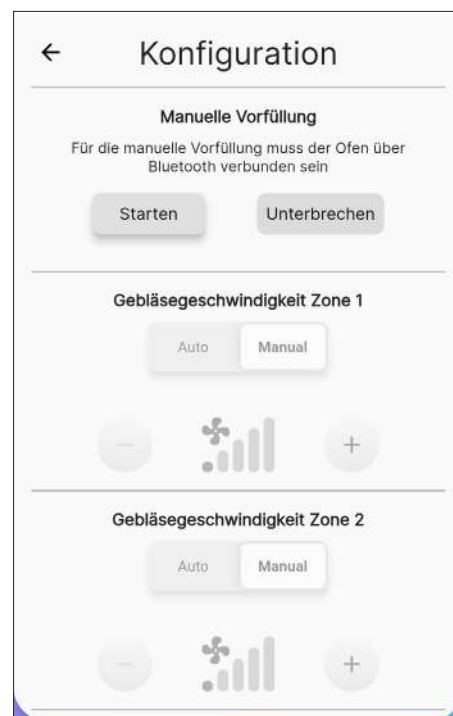 Konfiguration
Manuelle Vorfüllung
Für die manuelle Vorfüllung muss der Ofen über
Bluetooth verbunden sein
Starten Unterbrechen
Gebläsegeschwindigkeit Zone 1
Auto Manual
Gebläsegeschwindigkeit Zone 2
Auto Manual